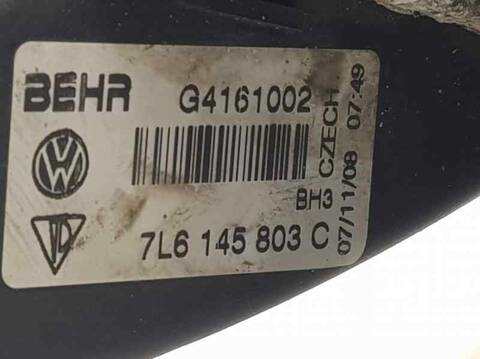 BEHR G4161002
BH3
7L6 145 803 C
CZECH
07/11/08 07:49